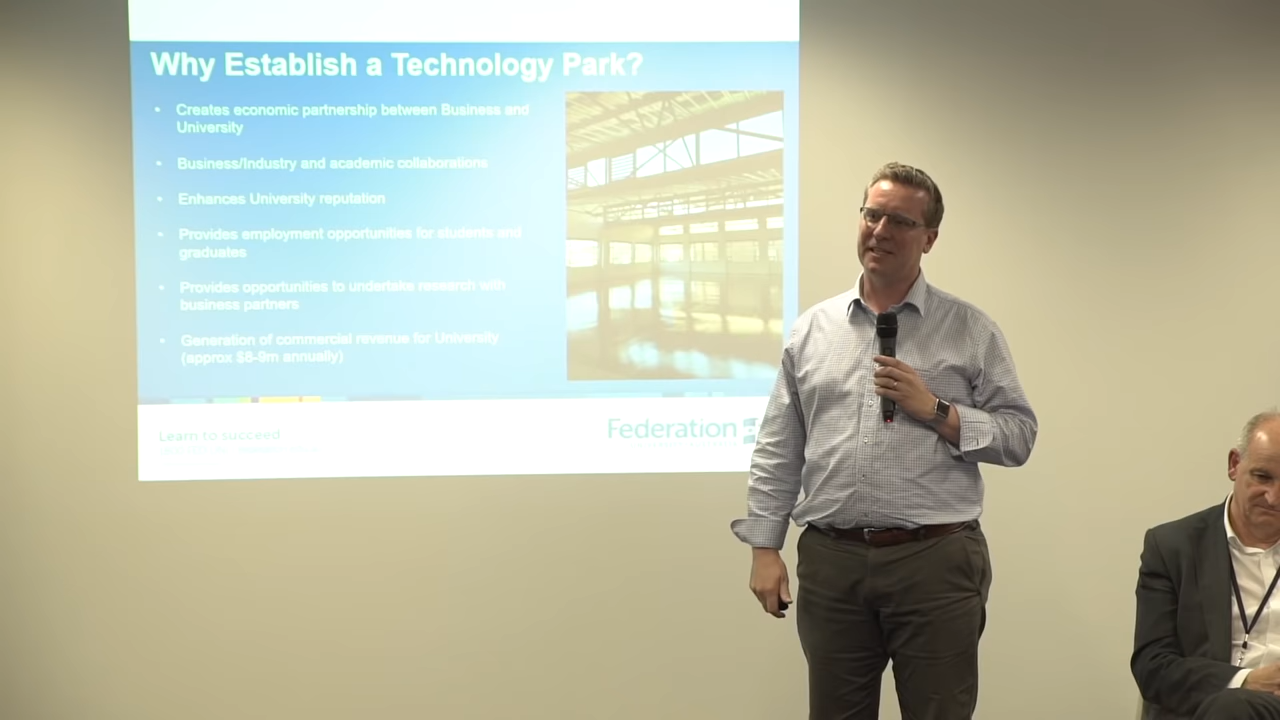 Why Establish a Technology Park?
• Creates economic partnership between Business and
University
• Business/Industry and academic collaborations
• Enhances University reputation
• Provides employment opportunities for students and
graduates
• Provides opportunities to undertake research with
business partners
• Generation of commercial revenue for University
(approx $8-9m annually)
Learn to succeed
Federation